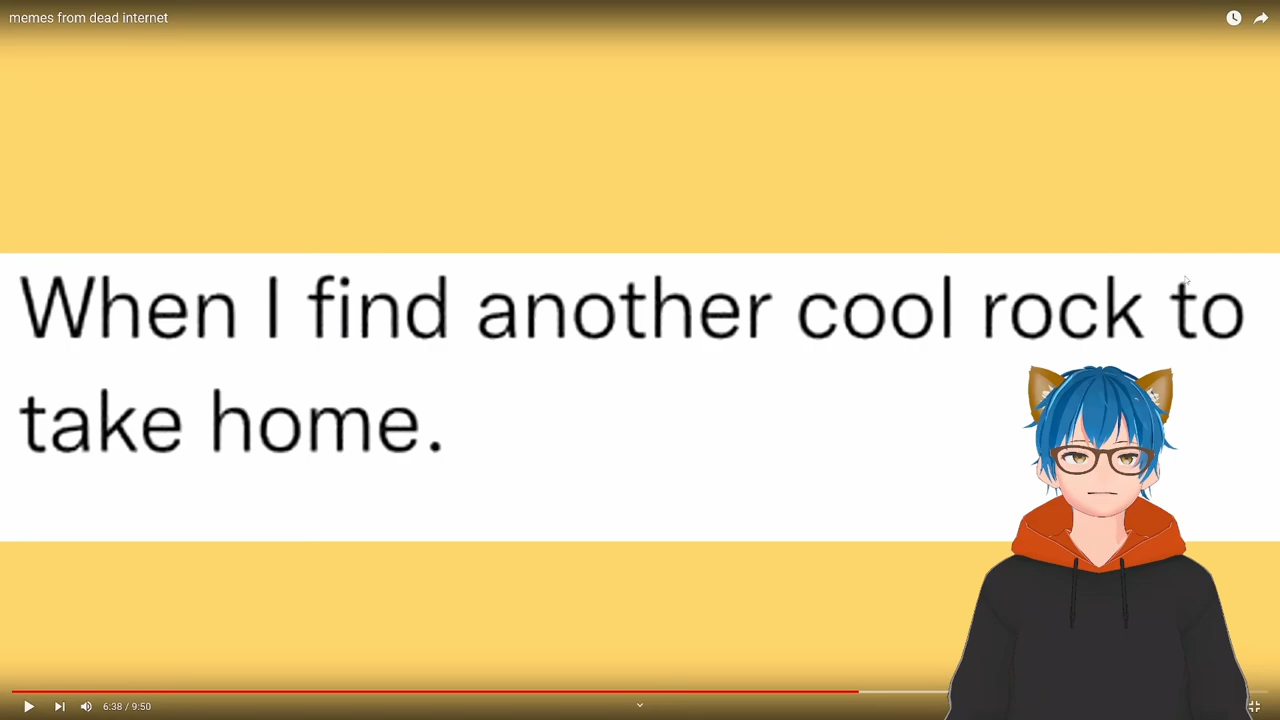 memes from dead internet
When I find another cool rock to
take home.
6:38 / 9:50